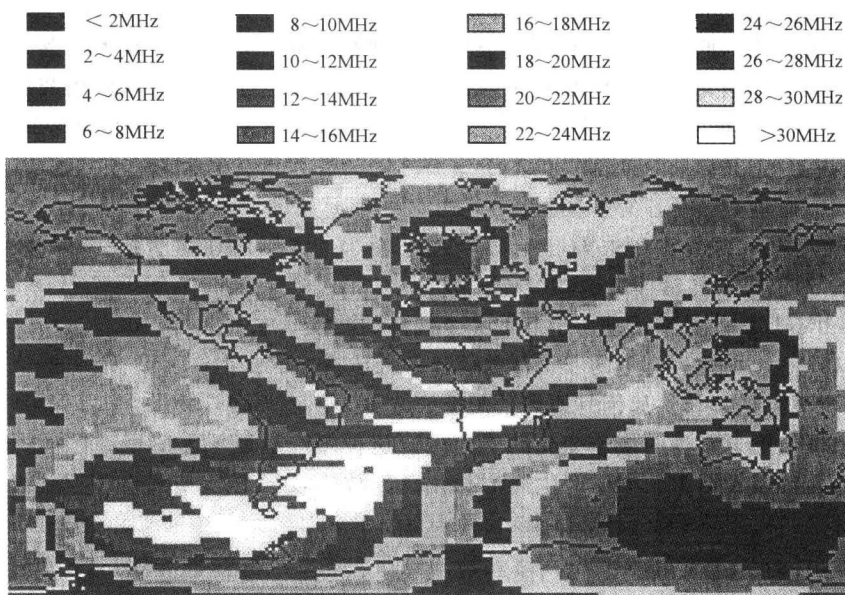 < 2MHz 8～10MHz 16～18MHz 24～26MHz
2～4MHz 10～12MHz 18～20MHz 26～28MHz
4～6MHz 12～14MHz 20～22MHz 28～30MHz
6～8MHz 14～16MHz 22～24MHz >30MHz